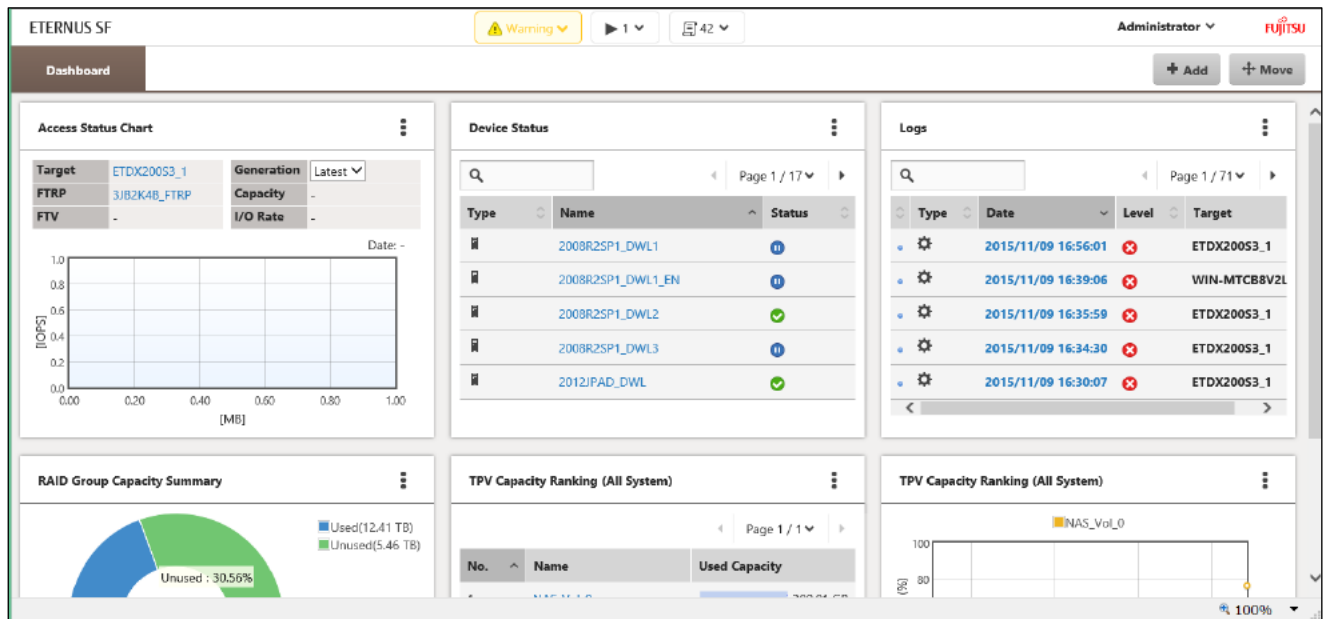 ETERNUS SF Warning 1 42 Administrator FUJITSU
Dashboard Add Move
Access Status Chart
Target ETDX200S3_1 Generation Latest
FTRP 3JB2K4B_FTRP Capacity -
FTV - I/O Rate -
Date: -
1.0
0.8
0.6
0.4
0.2
0.0
[IOPS]
0.00 0.20 0.40 0.60 0.80 1.00
[MB]
Device Status
Page 1 / 17
Type Name Status
2008R2SP1_DWL1
2008R2SP1_DWL1_EN
2008R2SP1_DWL2
2008R2SP1_DWL3
2012JPAD_DWL
Logs
Page 1 / 71
Type Date Level Target
2015/11/09 16:56:01 ETDX200S3_1
2015/11/09 16:39:06 WIN-MTCB8V2L
2015/11/09 16:35:59 ETDX200S3_1
2015/11/09 16:34:30 ETDX200S3_1
2015/11/09 16:30:07 ETDX200S3_1
RAID Group Capacity Summary
Used(12.41 TB)
Unused(5.46 TB)
Unused : 30.56%
TPV Capacity Ranking (All System)
Page 1 / 1
No. Name Used Capacity
TPV Capacity Ranking (All System)
NAS_Vol_0
100
80
(%)
100%